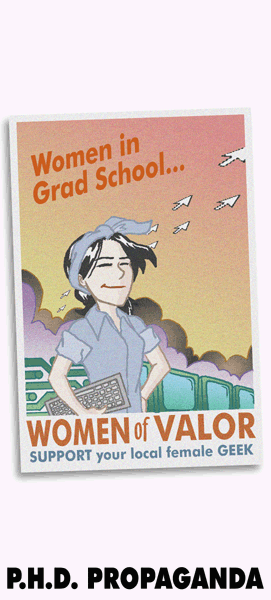 Women in
Grad School...
WOMEN of VALOR
SUPPORT your local female GEEK
P.H.D. PROPAGANDA